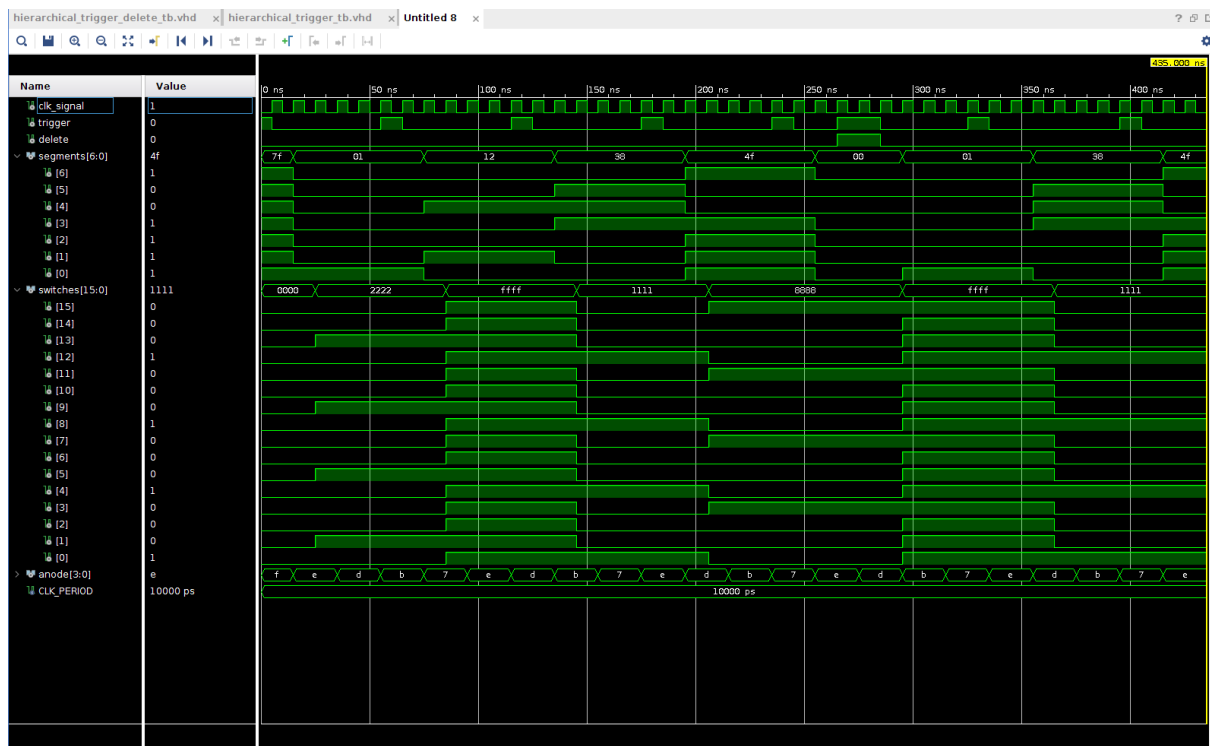 hierarchical_trigger_delete_tb.vhd × hierarchical_trigger_tb.vhd × Untitled 8 ×
435.000 ns
Name Value
0 ns 50 ns 100 ns 150 ns 200 ns 250 ns 300 ns 350 ns 400 ns
clk_signal 1
trigger 0
delete 0
segments[6:0] 4f 7f 01 12 38 4f 00 01 38 4f
[6] 1
[5] 0
[4] 0
[3] 1
[2] 1
[1] 1
[0] 1
switches[15:0] 1111 0000 2222 ffff 1111 8888 ffff 1111
[15] 0
[14] 0
[13] 0
[12] 1
[11] 0
[10] 0
[9] 0
[8] 1
[7] 0
[6] 0
[5] 0
[4] 1
[3] 0
[2] 0
[1] 0
[0] 1
anode[3:0] e f e d b 7 e d b 7 e d b 7 e d b 7 e d b 7 e
CLK_PERIOD 10000 ps 10000 ps